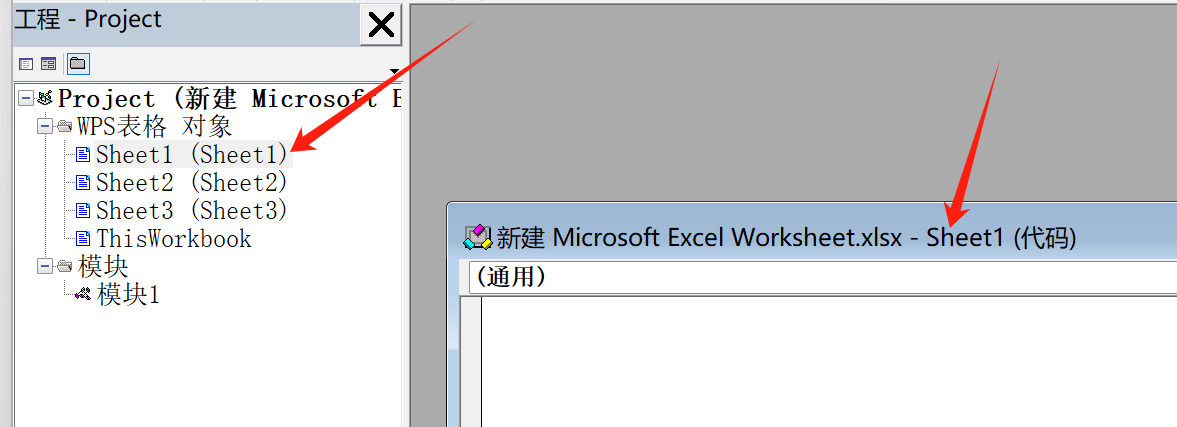 工程 - Project
Project (新建 Microsoft E
WPS表格 对象
Sheet1 (Sheet1)
Sheet2 (Sheet2)
Sheet3 (Sheet3)
ThisWorkbook
模块
模块1
新建 Microsoft Excel Worksheet.xlsx - Sheet1 (代码)
(通用)